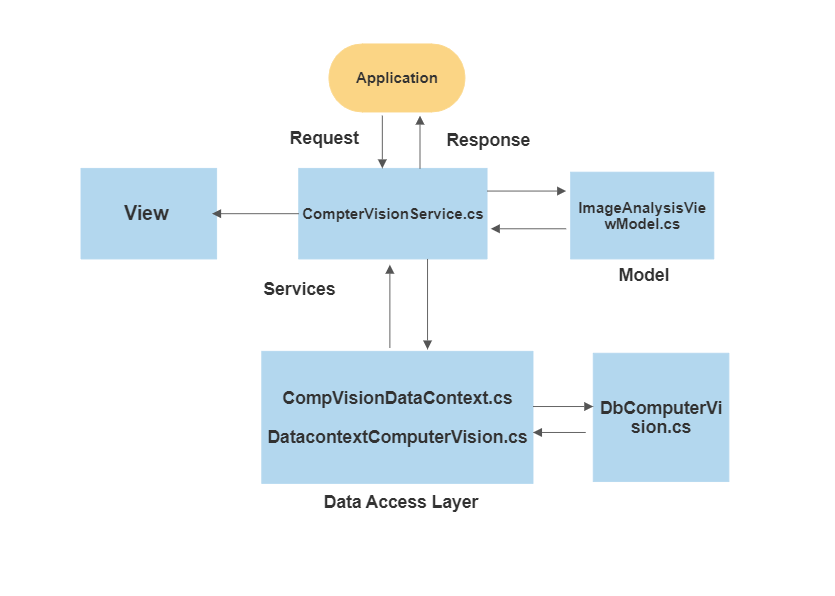 Application
Request
Response
View
CompterVisionService.cs
ImageAnalysisVie
wModel.cs
Model
Services
CompVisionDataContext.cs
DatacontextComputerVision.cs
DbComputerVi
sion.cs
Data Access Layer